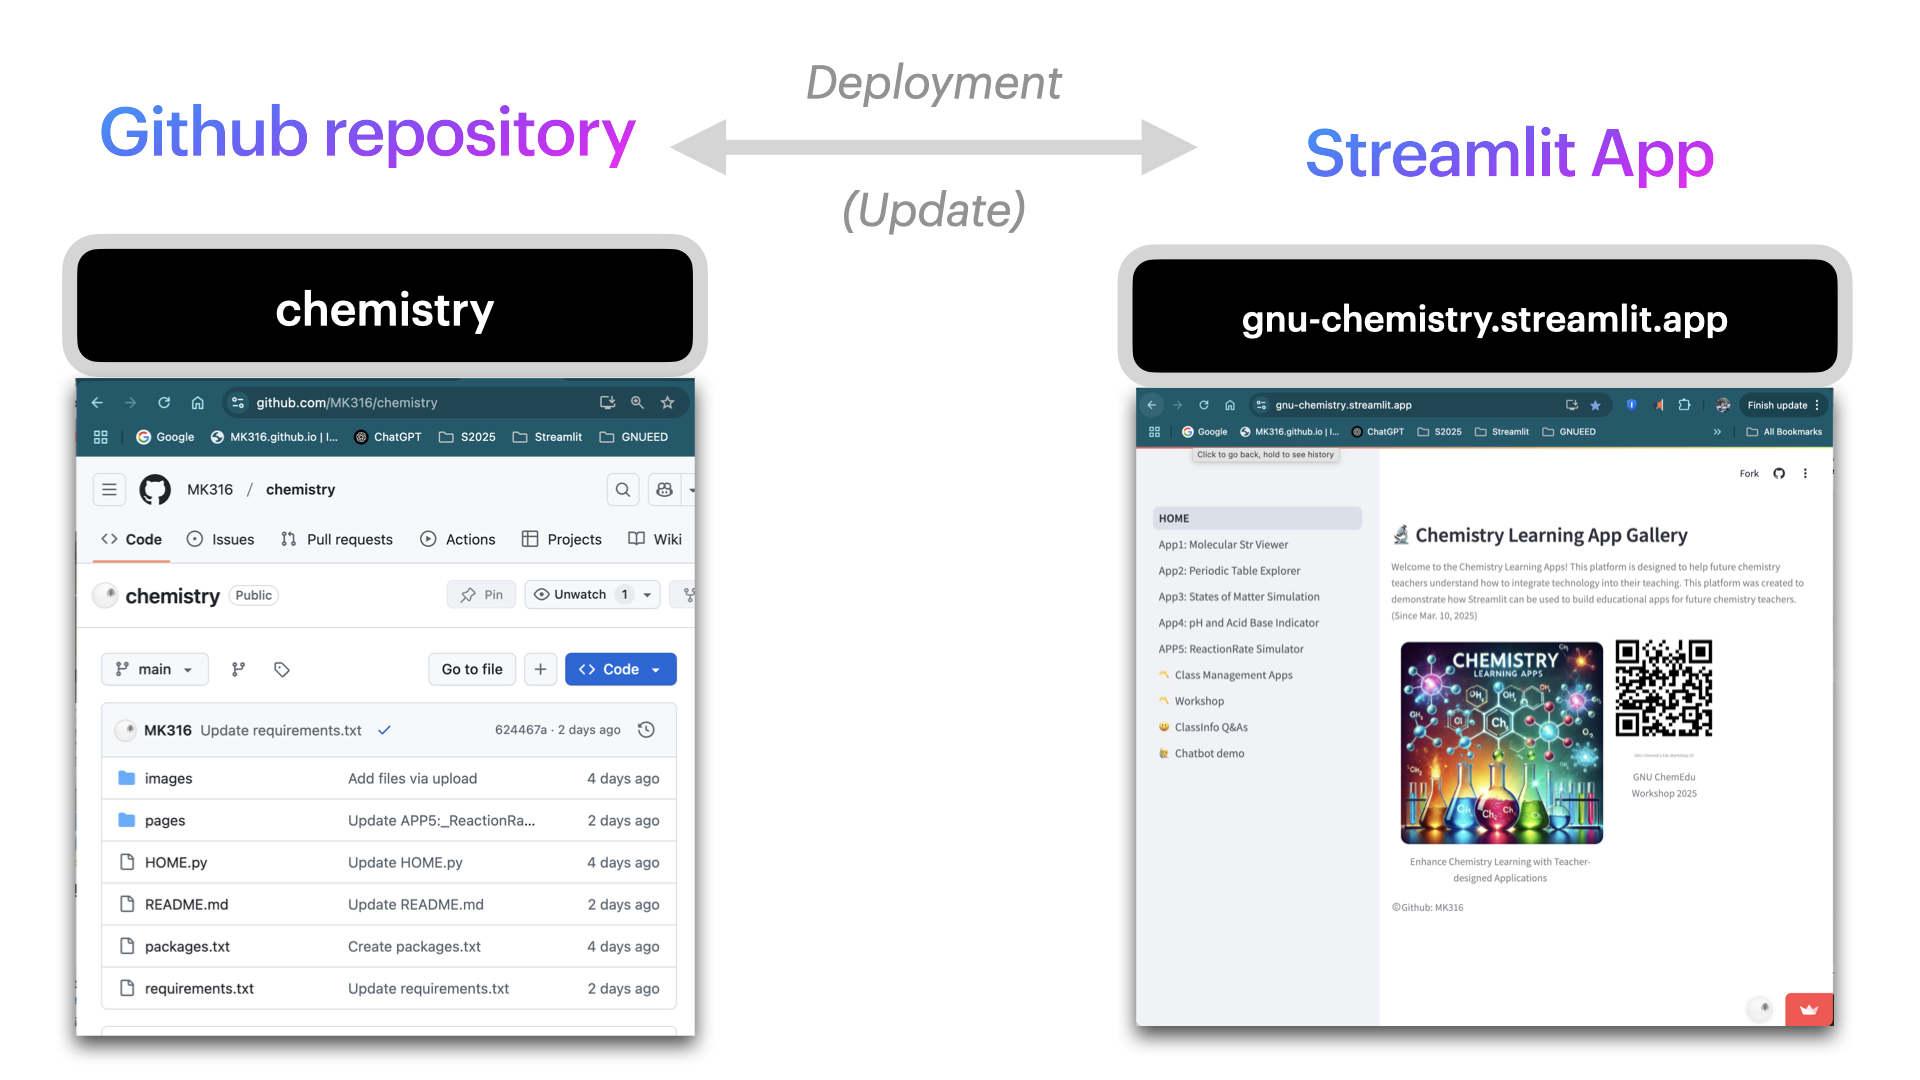 Deployment
Github repository
Streamlit App
(Update)
chemistry
gnu-chemistry.streamlit.app
github.com/MK316/chemistry
Google MK316.github.io | I... ChatGPT S2025 Streamlit GNUEED
MK316 / chemistry
Code Issues Pull requests Actions Projects Wiki
chemistry Public Pin Unwatch 1
main Go to file + Code
MK316 Update requirements.txt 624467a · 2 days ago
images Add files via upload 4 days ago
pages Update APP5:_ReactionRa... 2 days ago
HOME.py Update HOME.py 4 days ago
README.md Update README.md 2 days ago
packages.txt Create packages.txt 4 days ago
requirements.txt Update requirements.txt 2 days ago
gnu-chemistry.streamlit.app Finish update
Google MK316.github.io | I... ChatGPT S2025 Streamlit GNUEED » All Bookmarks
Click to go back, hold to see history
Fork
HOME
App1: Molecular Str Viewer
App2: Periodic Table Explorer
App3: States of Matter Simulation
App4: pH and Acid Base Indicator
APP5: ReactionRate Simulator
Class Management Apps
Workshop
ClassInfo Q&As
Chatbot demo
Chemistry Learning App Gallery
Welcome to the Chemistry Learning Apps! This platform is designed to help future chemistry
teachers understand how to integrate technology into their teaching. This platform was created to
demonstrate how Streamlit can be used to build educational apps for future chemistry teachers.
(Since Mar. 10, 2025)
CHEMISTRY
LEARNING APPS
GNU ChemEdu
Workshop 2025
Enhance Chemistry Learning with Teacher-
designed Applications
©Github: MK316